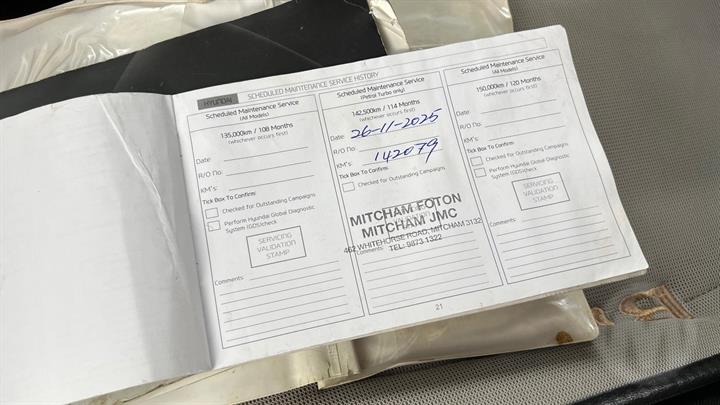 HYUNDAI SCHEDULED MAINTENANCE SERVICE HISTORY
Scheduled Maintenance Service
(All Models)
135,000km / 108 Months
(whichever occurs first)
Date:
R/O No:
KM's:
Tick Box To Confirm:
Checked for Outstanding Campaigns
Perform Hyundai Global Diagnostic
System (GDS)check
SERVICING
VALIDATION
STAMP
Comments:
Scheduled Maintenance Service
(Petrol Turbo only)
142,500km / 114 Months
(whichever occurs first)
Date: 26-11-2025
R/O No:
KM's: 142079
Tick Box To Confirm:
Checked for Outstanding Campaigns
MITCHAM FOTON
MITCHAM JMC
462 WHITEHORSE ROAD, MITCHAM 3132
TEL: 9873 1322
Comments:
Scheduled Maintenance Service
(All Models)
150,000km / 120 Months
(whichever occurs first)
Date:
R/O No:
KM's:
Tick Box To Confirm:
Checked for Outstanding Campaigns
Perform Hyundai Global Diagnostic
System (GDS)check
SERVICING
VALIDATION
STAMP
Comments:
21